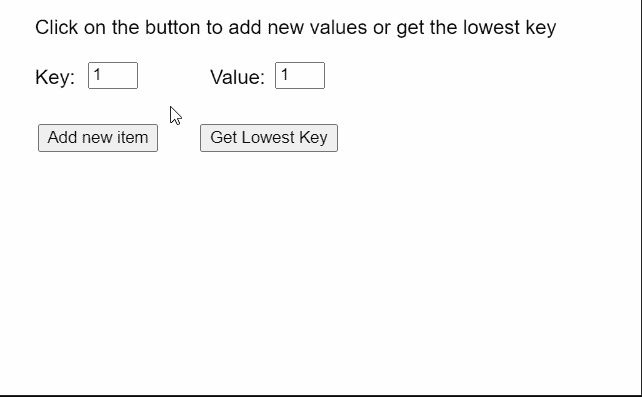 Click on the button to add new values or get the lowest key
Key: 1 Value: 1
Add new item Get Lowest Key